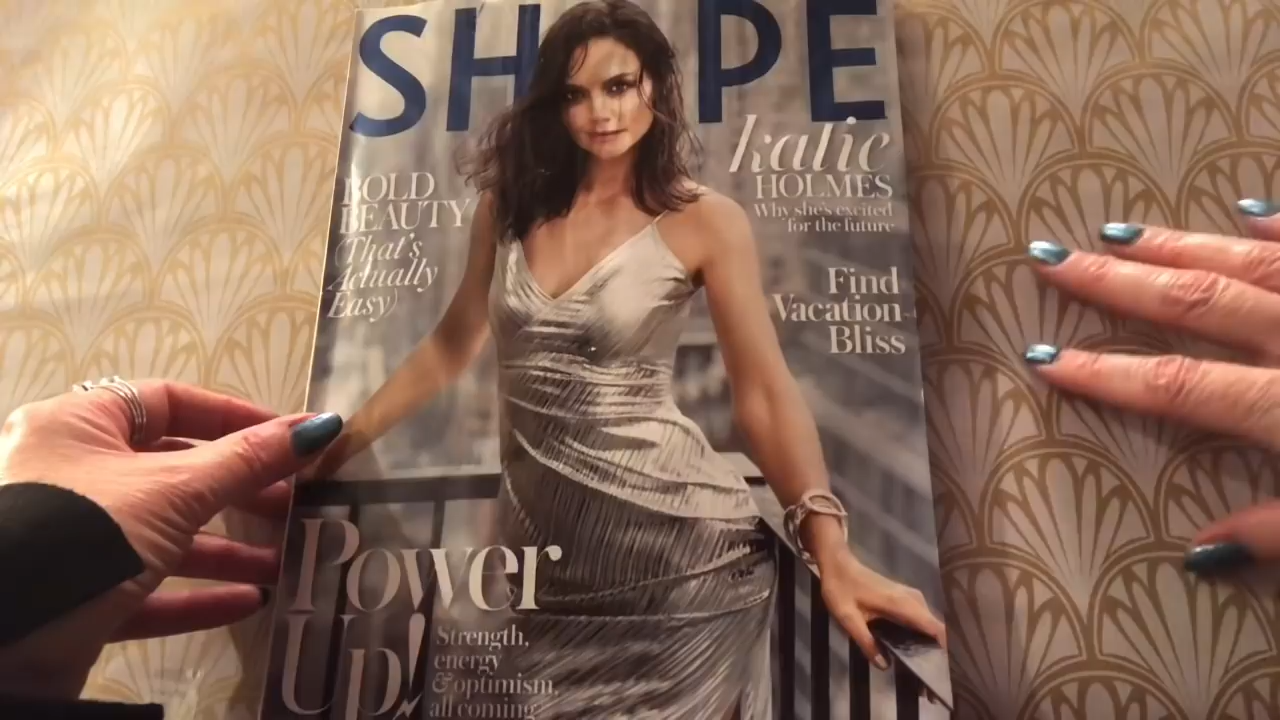 SHAPE
katie
HOLMES
Why she's excited
for the future
BOLD
BEAUTY
(That's
Actually
Easy)
Find
Vacation
Bliss
Power
Up!
Strength,
energy
& optimism,
all coming